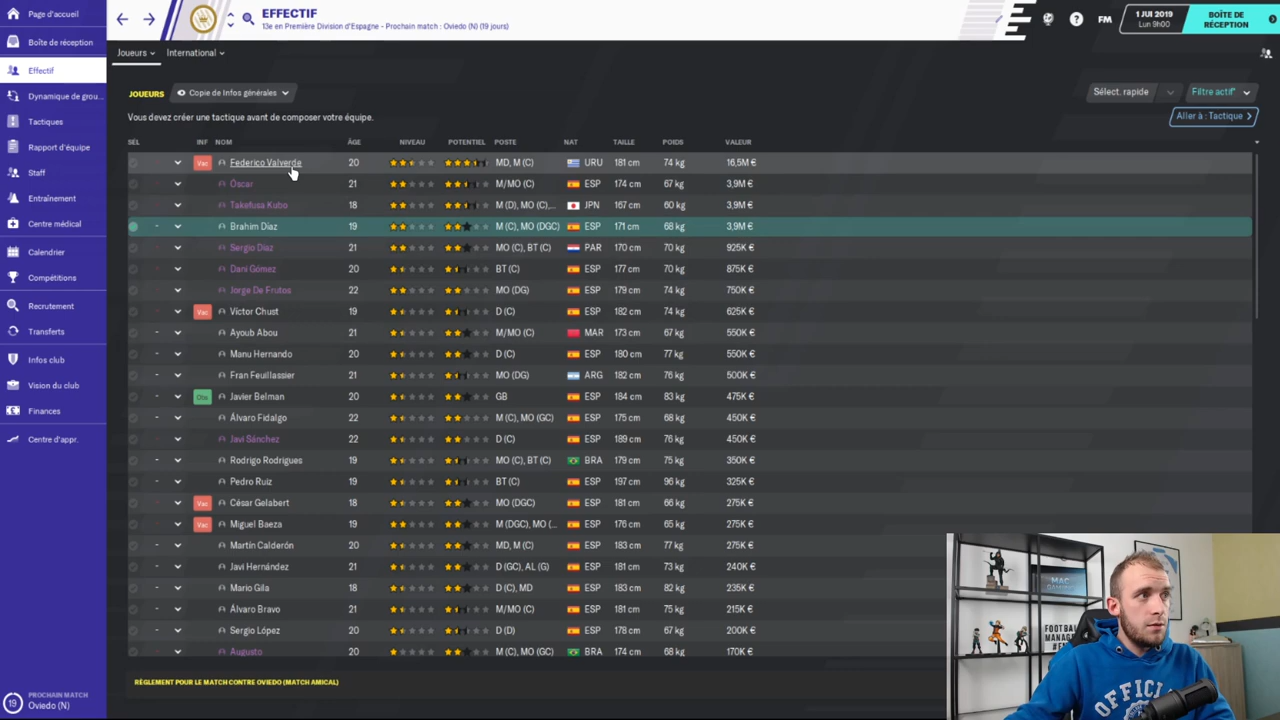 Page d'accueil
Boîte de réception
Effectif
Dynamique de grou...
Tactiques
Rapport d'équipe
Staff
Entraînement
Centre médical
Calendrier
Compétitions
Recrutement
Transferts
Infos club
Vision du club
Finances
Centre d'appr.
19
PROCHAIN MATCH
Oviedo (N)
EFFECTIF
13e en Première Division d'Espagne - Prochain match : Oviedo (N) (19 jours)
FM
1 JUI 2019
Lun 9h00
BOÎTE DE
RÉCEPTION
Joueurs
International
JOUEURS
Copie de Infos générales
Sélect. rapide
Filtre actif*
Vous devez créer une tactique avant de composer votre équipe.
Aller à : Tactique
SÉL INF NOM ÂGE NIVEAU POTENTIEL POSTE NAT TAILLE POIDS VALEUR
Vac Federico Valverde 20 MD, M (C) URU 181 cm 74 kg 16,5M €
Óscar 21 M/MO (C) ESP 174 cm 67 kg 3,9M €
Takefusa Kubo 18 M (D), MO (C),... JPN 167 cm 60 kg 3,9M €
- Brahim Díaz 19 M (C), MO (DGC) ESP 171 cm 68 kg 3,9M €
Sergio Díaz 21 MO (C), BT (C) PAR 170 cm 70 kg 925K €
Dani Gómez 20 BT (C) ESP 177 cm 70 kg 875K €
Jorge De Frutos 22 MO (DG) ESP 179 cm 74 kg 750K €
Vac Víctor Chust 19 D (C) ESP 182 cm 74 kg 625K €
- Ayoub Abou 21 M/MO (C) MAR 173 cm 67 kg 550K €
- Manu Hernando 20 D (C) ESP 180 cm 77 kg 550K €
- Fran Feuillassier 21 MO (DG) ARG 182 cm 76 kg 500K €
- Obs Javier Belman 20 GB ESP 184 cm 83 kg 475K €
- Álvaro Fidalgo 22 M (C), MO (GC) ESP 175 cm 68 kg 450K €
Javi Sánchez 22 D (C) ESP 189 cm 76 kg 450K €
- Rodrigo Rodrigues 19 MO (C), BT (C) BRA 179 cm 75 kg 350K €
- Pedro Ruiz 19 BT (C) ESP 197 cm 96 kg 325K €
Vac César Gelabert 18 MO (DGC) ESP 181 cm 66 kg 275K €
Vac Miguel Baeza 19 M (DGC), MO (... ESP 176 cm 65 kg 275K €
- Martín Calderón 20 MD, M (C) ESP 183 cm 77 kg 275K €
- Javi Hernández 21 D (GC), AL (G) ESP 181 cm 73 kg 240K €
- Mario Gila 18 D (C), MD ESP 183 cm 82 kg 235K €
- Álvaro Bravo 21 M/MO (C) ESP 181 cm 75 kg 215K €
- Sergio López 20 D (D) ESP 178 cm 67 kg 200K €
Augusto 20 M (C), MO (GC) BRA 174 cm 68 kg 170K €
RÈGLEMENT POUR LE MATCH CONTRE OVIEDO (MATCH AMICAL)
MAC
GAMING
FOOTBALL
MANAGER
OFFICIAL